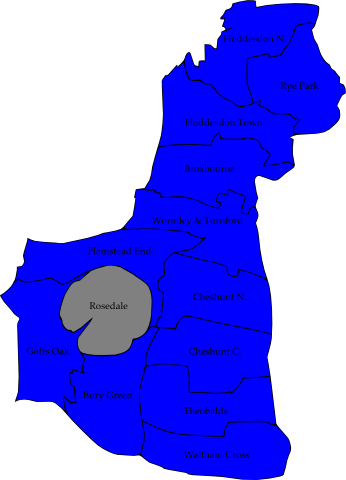 Hoddesdon N.
Rye Park
Hoddesdon Town
Broxbourne
Wormley & Turnford
Flamstead End
Cheshunt N.
Rosedale
Goffs Oak
Cheshunt C.
Bury Green
Theobalds
Waltham Cross